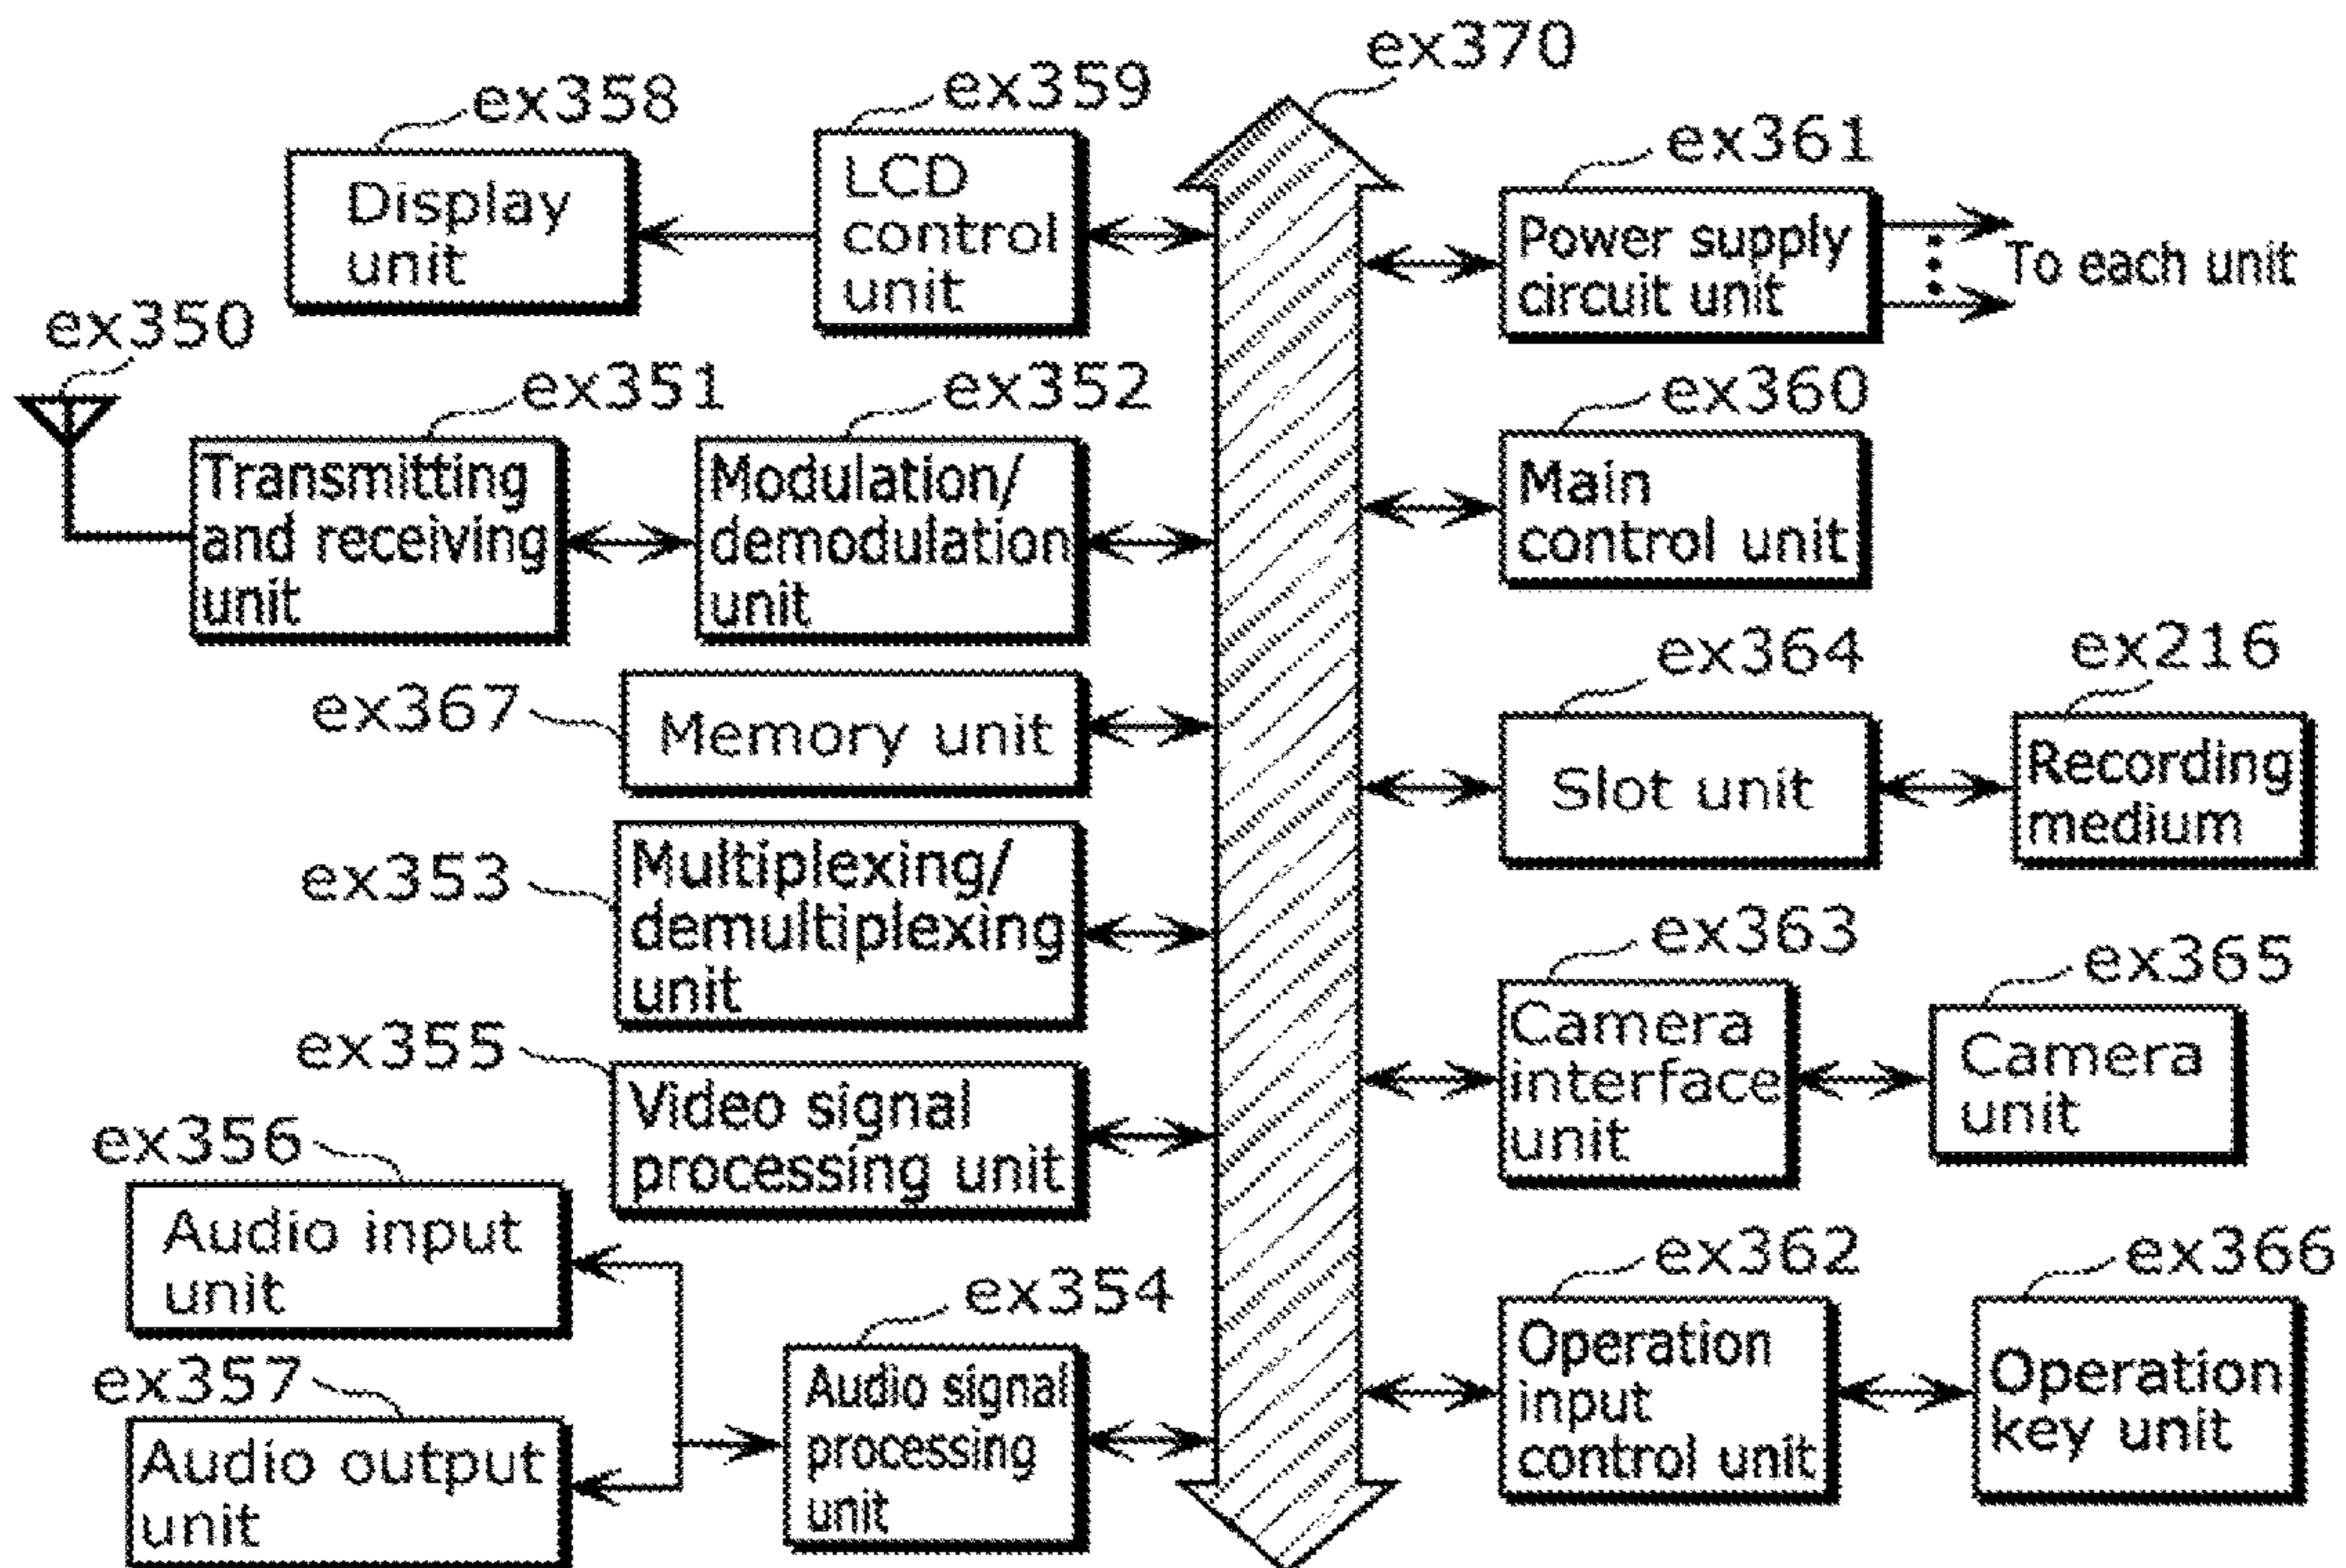 ex370
ex358
ex359
ex361
Display
unit
LCD
control
unit
Power supply
circuit unit
To each unit
ex350
ex351
ex352
ex360
Transmitting
and receiving
unit
Modulation/
demodulation
unit
Main
control unit
ex367
Memory unit
ex364
ex216
Slot unit
Recording
medium
ex353
Multiplexing/
demultiplexing
unit
ex363
ex365
Camera
interface
unit
Camera
unit
ex355
Video signal
processing unit
ex356
Audio input
unit
ex354
ex362
ex366
ex357
Audio output
unit
Audio signal
processing
unit
Operation
input
control unit
Operation
key unit